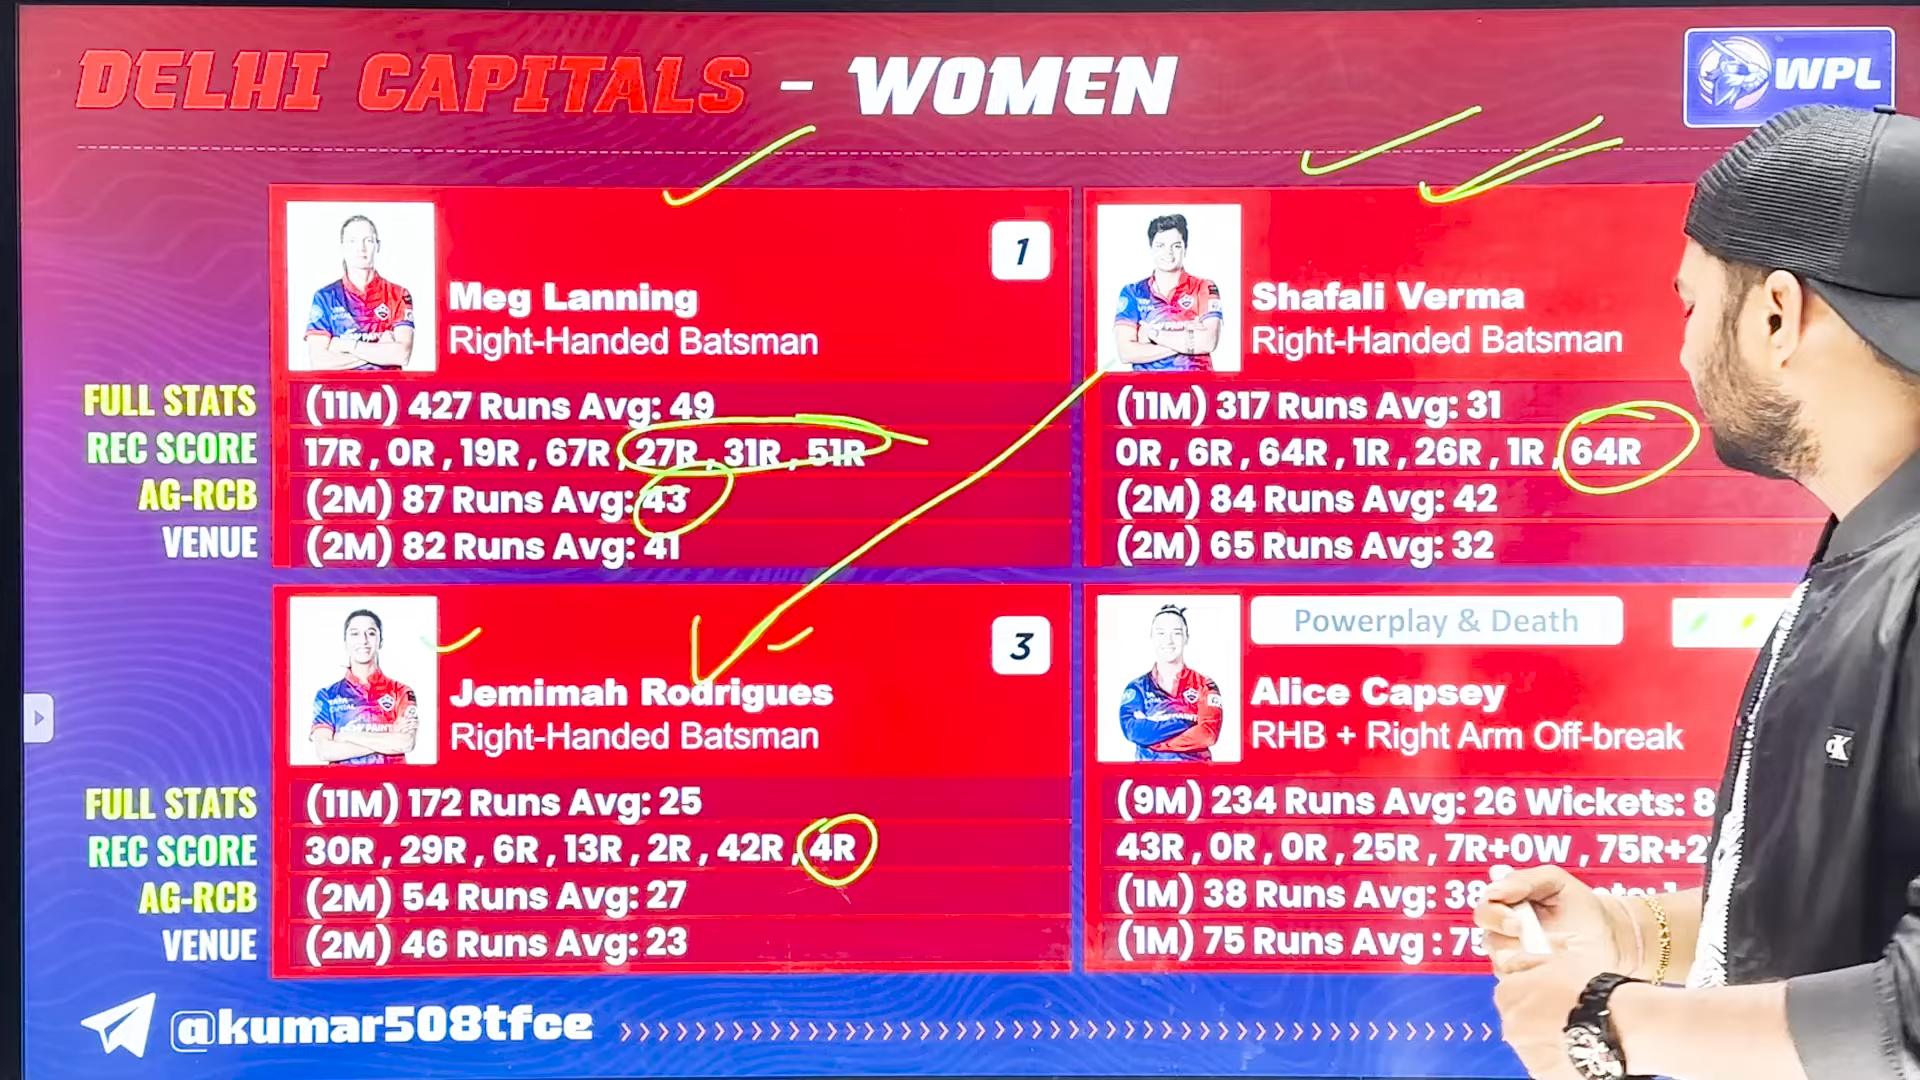 DELHI CAPITALS - WOMEN
WPL
1
Meg Lanning
Right-Handed Batsman
Shafali Verma
Right-Handed Batsman
FULL STATS
(11M) 427 Runs Avg: 49
(11M) 317 Runs Avg: 31
REC SCORE
17R , 0R , 19R , 67R , 27R , 31R , 51R
0R , 6R , 64R , 1R , 26R , 1R , 64R
AG-RCB
(2M) 87 Runs Avg: 43
(2M) 84 Runs Avg: 42
VENUE
(2M) 82 Runs Avg: 41
(2M) 65 Runs Avg: 32
3
Jemimah Rodrigues
Right-Handed Batsman
Powerplay & Death
Alice Capsey
RHB + Right Arm Off-break
FULL STATS
(11M) 172 Runs Avg: 25
(9M) 234 Runs Avg: 26 Wickets: 8
REC SCORE
30R , 29R , 6R , 13R , 2R , 42R , 4R
43R , 0R , 0R , 25R , 7R+0W , 75R+2
AG-RCB
(2M) 54 Runs Avg: 27
(1M) 38 Runs Avg: 38
VENUE
(2M) 46 Runs Avg: 23
(1M) 75 Runs Avg : 75
@kumar508tfce
cK